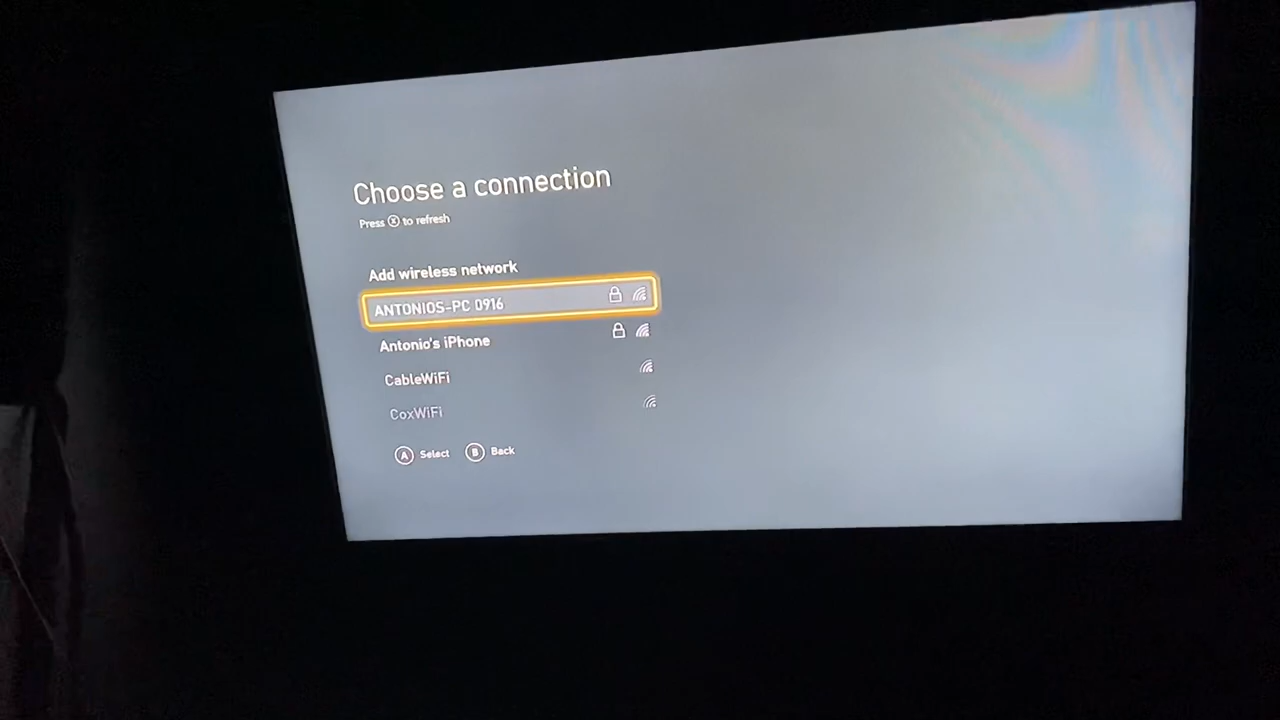 Choose a connection
Press X to refresh
Add wireless network
ANTONIOS-PC 0916
Antonio's iPhone
CableWiFi
CoxWiFi
A Select B Back